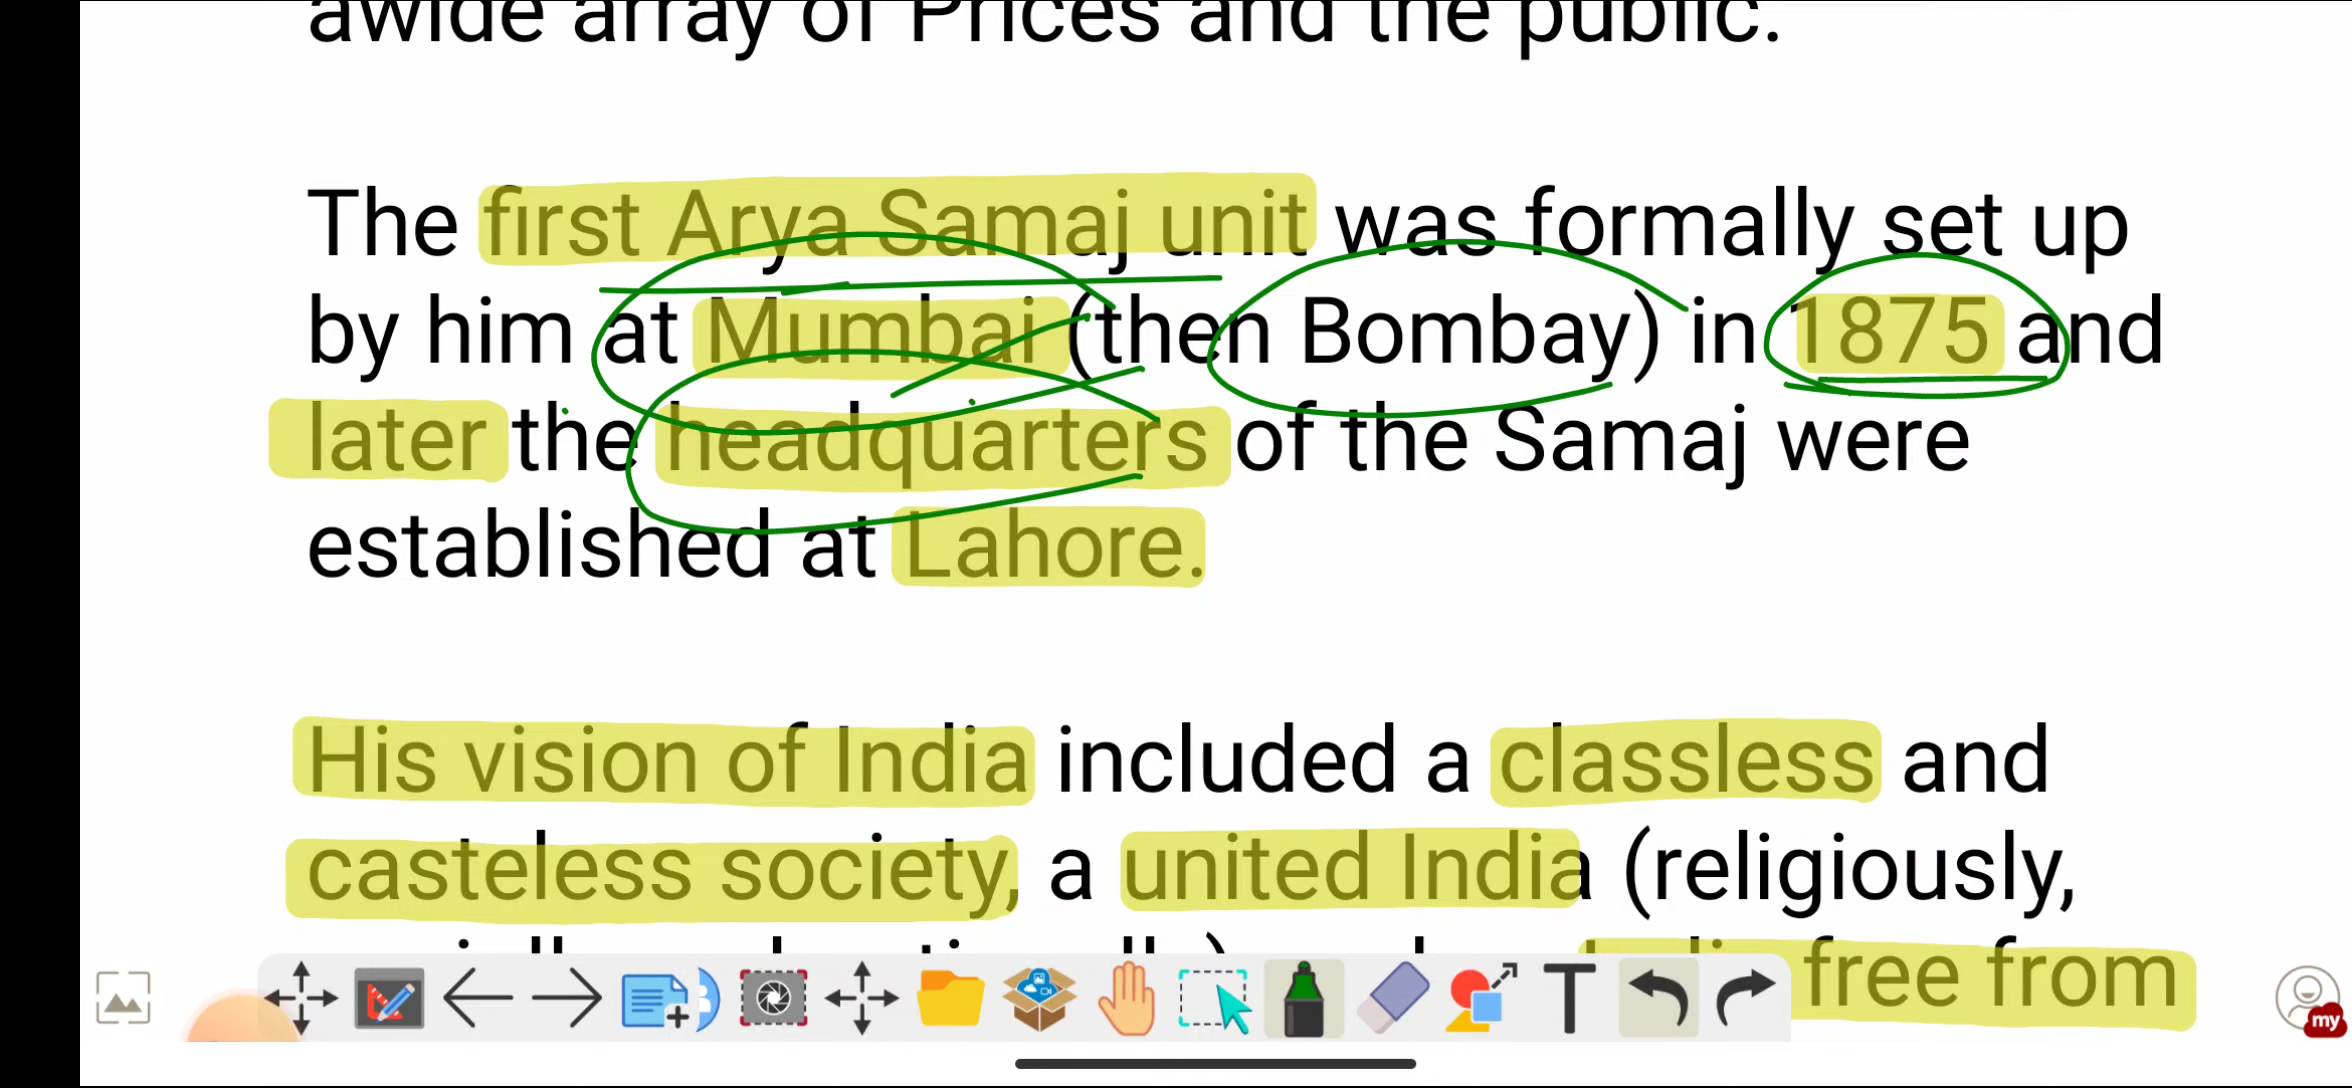 awide array of Prices and the public.
The first Arya Samaj unit was formally set up
by him at Mumbai (then Bombay) in 1875 and
later the headquarters of the Samaj were
established at Lahore.
His vision of India included a classless and
casteless society, a united India (religiously,
free from
T
my